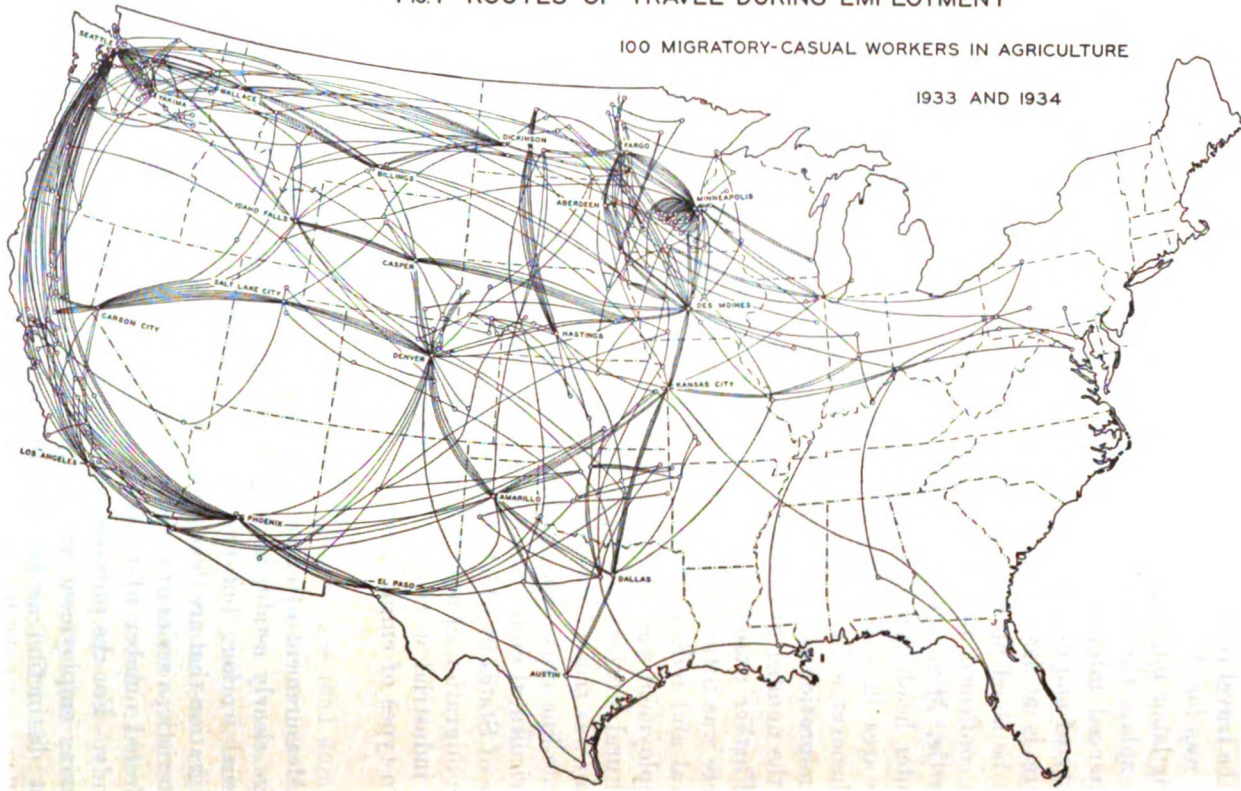 FIG. 1 ROUTES OF TRAVEL DURING EMPLOYMENT
100 MIGRATORY-CASUAL WORKERS IN AGRICULTURE
1933 AND 1934
SEATTLE
YAKIMA
WALLACE
DICKINSON
FARGO
BILLINGS
ABERDEEN
MINNEAPOLIS
IDAHO FALLS
CASPER
SALT LAKE CITY
CARSON CITY
DES MOINES
HASTINGS
DENVER
KANSAS CITY
LOS ANGELES
AMARILLO
PHOENIX
EL PASO
DALLAS
AUSTIN